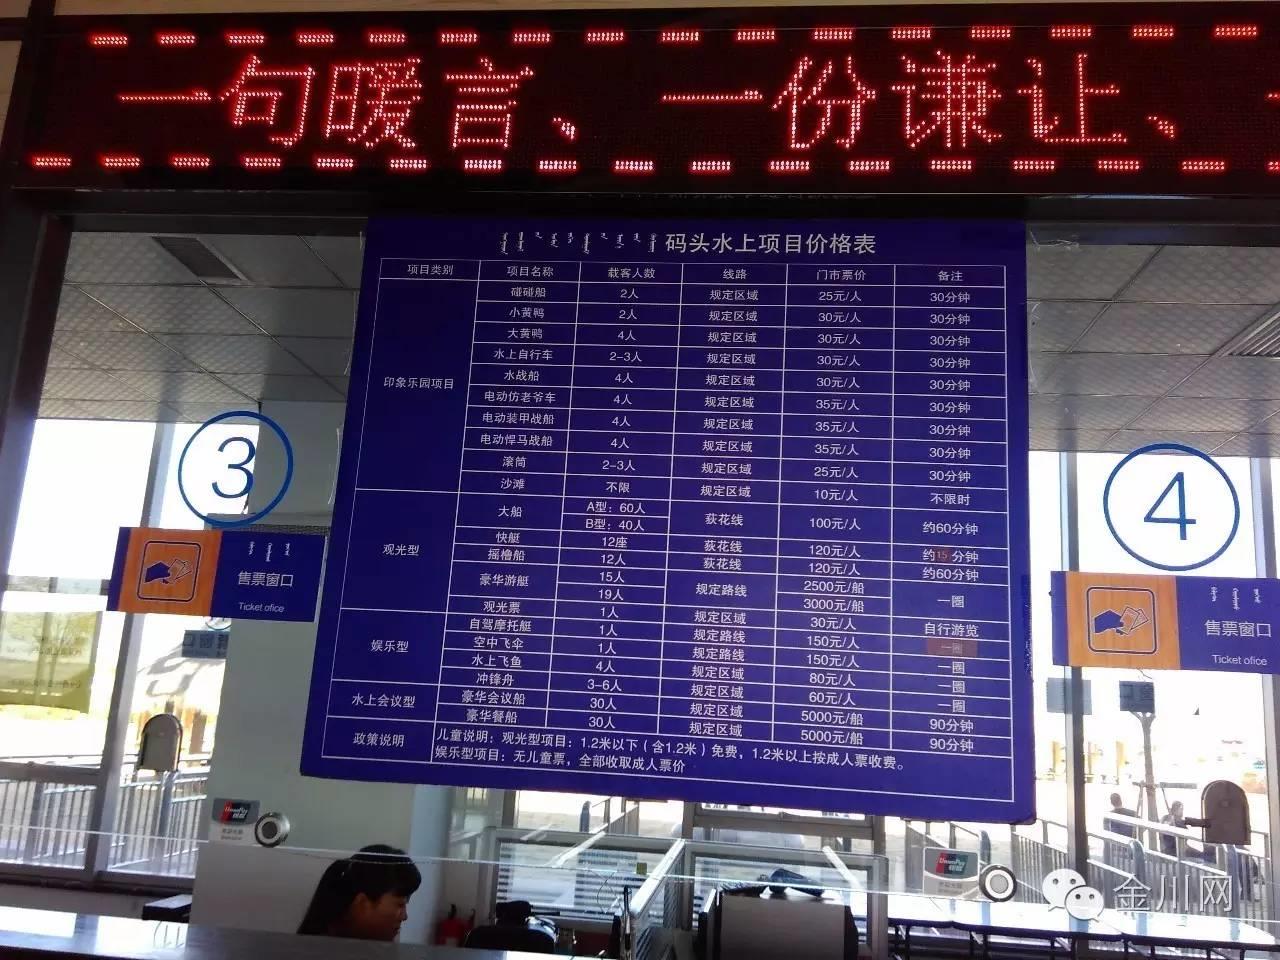 一句暖言、一份谦让、
码头水上项目价格表
项目类别 项目名称 载客人数 线路 门市票价 备注
印象乐园项目
碰碰船 2人 规定区域 25元/人 30分钟
小黄鸭 2人 规定区域 30元/人 30分钟
大黄鸭 4人 规定区域 30元/人 30分钟
水上自行车 2-3人 规定区域 30元/人 30分钟
水战船 4人 规定区域 30元/人 30分钟
电动仿老爷车 4人 规定区域 35元/人 30分钟
电动装甲战船 4人 规定区域 35元/人 30分钟
电动悍马战船 4人 规定区域 35元/人 30分钟
滚筒 2-3人 规定区域 25元/人 30分钟
沙滩 不限 规定区域 10元/人 不限时
观光型
大船 A型：60人 荻花线 100元/人 约60分钟
B型：40人
快艇 12座 荻花线 120元/人 约15分钟
摇橹船 12人 荻花线 120元/人 约60分钟
豪华游艇 15人 规定路线 2500元/船 一圈
19人 3000元/船
观光票 1人 规定区域 30元/人 自行游览
娱乐型
自驾摩托艇 1人 规定路线 150元/人 一圈
空中飞伞 1人 规定路线 150元/人 一圈
水上飞鱼 4人 规定区域 80元/人 一圈
冲锋舟 3-6人 规定区域 60元/人 一圈
水上会议型
豪华会议船 30人 规定区域 5000元/船 90分钟
豪华餐船 30人 规定区域 5000元/船 90分钟
政策说明
儿童说明：观光型项目：1.2米以下（含1.2米）免费，1.2米以上按成人票收费。
娱乐型项目：无儿童票，全部收取成人票价
3
售票窗口
Ticket ofice
4
售票窗口
Ticket ofice
UnionPay
UnionPay
金川网